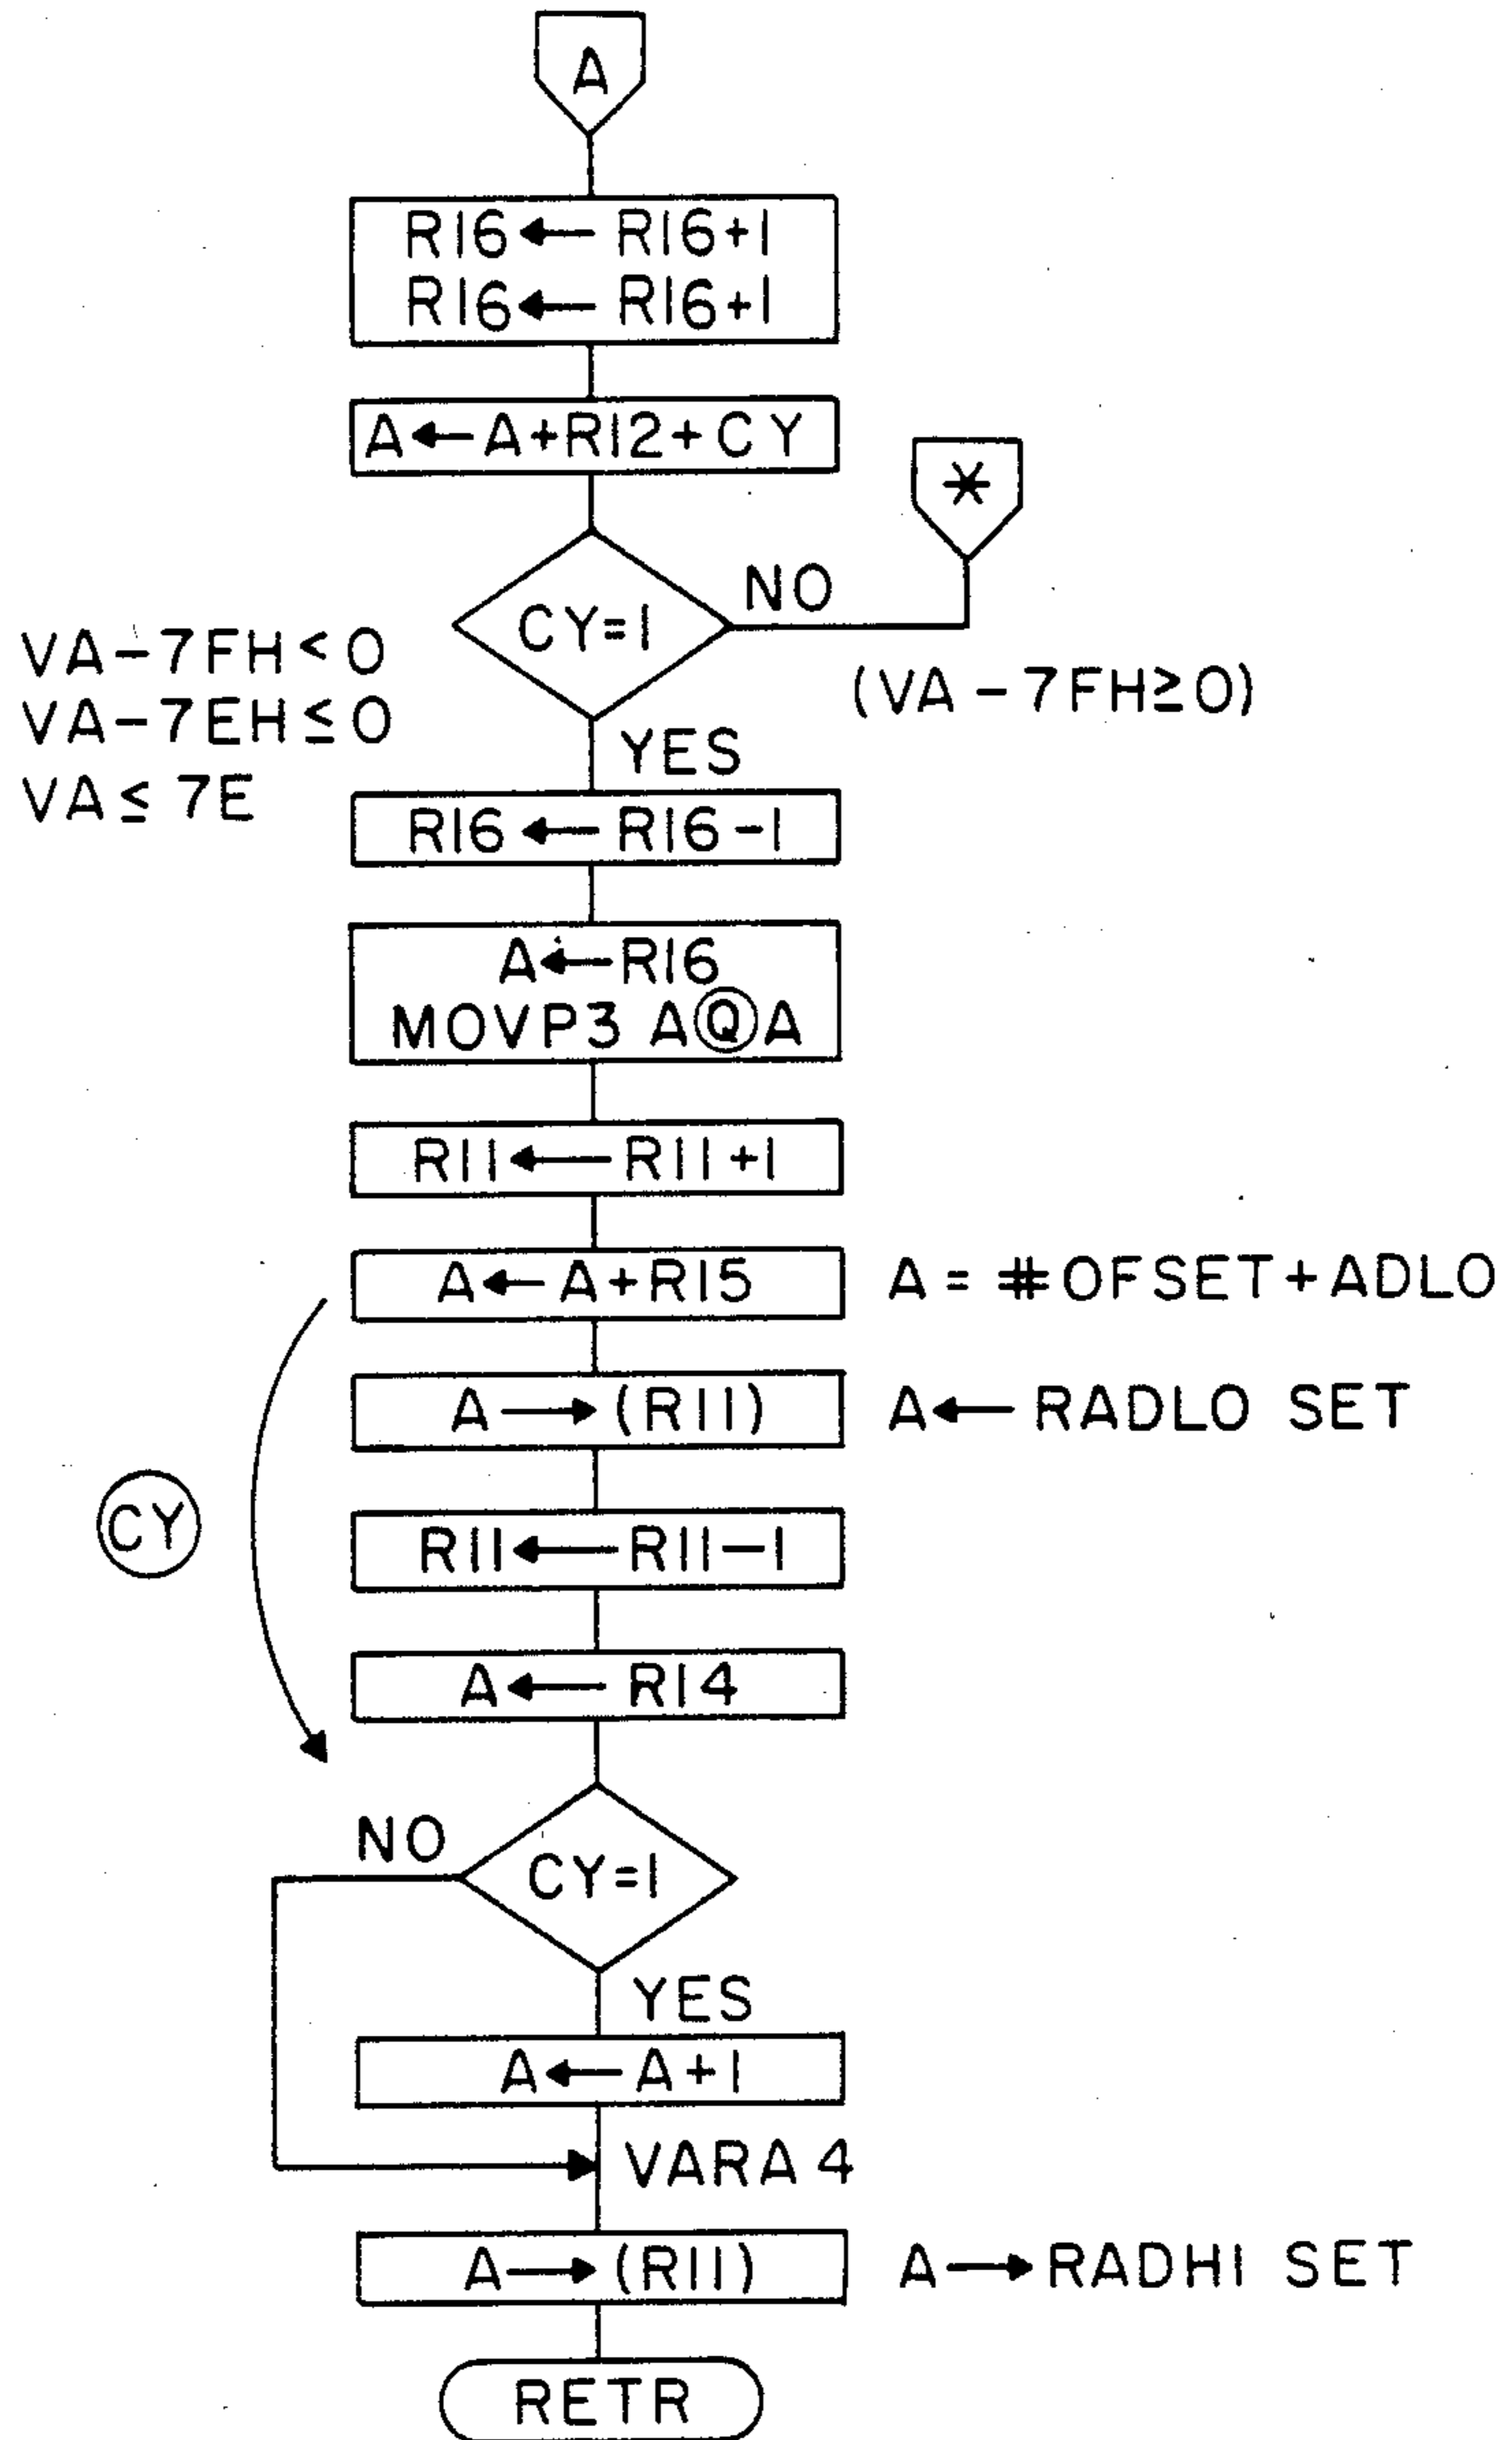 A
R16←R16+1
R16←R16+1
A←A+R12+CY
*
CY=1
NO
VA-7FH<0
VA-7EH≤0
VA≤7E
(VA-7FH≥0)
YES
R16←R16-1
A←R16
MOVP3 AⓆA
R11←R11+1
A←A+R15
A=#OFSET+ADLO
A→(R11)
A←RADLO SET
CY
R11←R11-1
A←R14
NO
CY=1
YES
A←A+1
VARA4
A→(R11)
A→RADHI SET
RETR